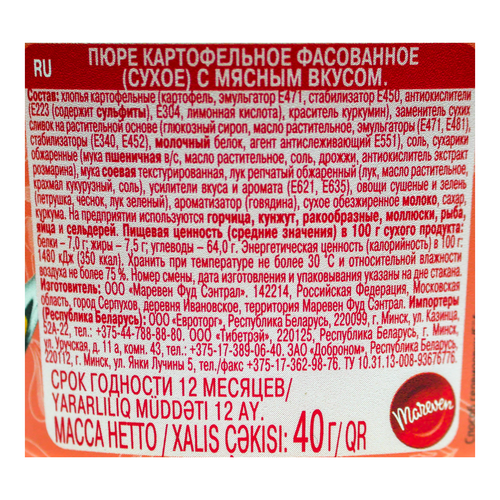 RU
ПЮРЕ КАРТОФЕЛЬНОЕ ФАСОВАННОЕ
(СУХОЕ) С МЯСНЫМ ВКУСОМ.
Состав: хлопья картофельные (картофель, эмульгатор Е471, стабилизатор Е450, антиокислители
(Е223 (содержит сульфиты), Е304, лимонная кислота), краситель куркумин), заменитель сухих
сливок на растительной основе (глюкозный сироп, масло растительное, эмульгаторы (Е471, Е481),
стабилизаторы (Е340, Е452), молочный белок, агент антислеживающий Е551), соль, сухарики
обжаренные (мука пшеничная в/с, масло растительное, соль, дрожжи, антиокислитель экстракт
розмарина), мука соевая текстурированная, лук репчатый обжаренный (лук, масло растительное,
крахмал кукурузный, соль), усилители вкуса и аромата (Е621, Е635), овощи сушеные и зелень
(петрушка, чеснок, лук зеленый), ароматизатор (говядина), сухое обезжиренное молоко, сахар,
куркума. На предприятии используются горчица, кунжут, ракообразные, моллюски, рыба,
яйца и сельдерей. Пищевая ценность (средние значения) в 100 г сухого продукта:
белки - 7,0 г; жиры - 7,5 г; углеводы - 64,0 г. Энергетическая ценность (калорийность) в 100 г:
1480 кДж (350 ккал). Хранить при температуре не более 30 °С и относительной влажности
воздуха не более 75 %. Номер смены, дата изготовления и упаковывания указаны на дне стакана.
Изготовитель: ООО «Маревен Фуд Сэнтрал». 142214, Российская Федерация, Московская
область, город Серпухов, деревня Ивановское, территория Маревен Фуд Сэнтрал. Импортеры
(Республика Беларусь): ООО «Евроторг», Республика Беларусь, 220099, г. Минск, ул. Казинца,
52А-22, тел.: +375-44-788-88-80. ООО «Тибетрэй», 220135, Республика Беларусь, г. Минск,
ул. Уручская, д. 11 а, комн. 43, тел.: +375-17-389-06-40. ЗАО «Доброном», Республика Беларусь,
220112, г. Минск, ул. Янки Лучины 5, тел./факс +375-17-362-98-76. ТУ 10.31.13-008-93676776.
СРОК ГОДНОСТИ 12 МЕСЯЦЕВ/
YARARLILIQ MÜDDƏTİ 12 AY.
МАССА НЕТТО / XALIS ÇƏKISI: 40 Г/ QR
Mareven